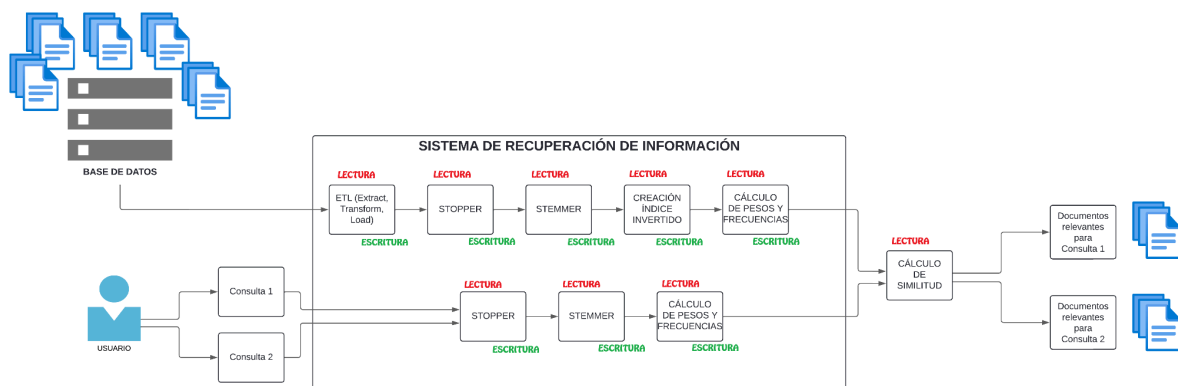 BASE DE DATOS
SISTEMA DE RECUPERACIÓN DE INFORMACIÓN
LECTURA
ETL (Extract,
Transform,
Load)
ESCRITURA
LECTURA
STOPPER
ESCRITURA
LECTURA
STEMMER
ESCRITURA
LECTURA
CREACIÓN
ÍNDICE
INVERTIDO
ESCRITURA
LECTURA
CÁLCULO
DE PESOS Y
FRECUENCIAS
ESCRITURA
USUARIO
Consulta 1
Consulta 2
LECTURA
STOPPER
ESCRITURA
LECTURA
STEMMER
ESCRITURA
LECTURA
CÁLCULO
DE PESOS Y
FRECUENCIAS
ESCRITURA
LECTURA
CÁLCULO
DE
SIMILITUD
Documentos
relevantes
para
Consulta 1
Documentos
relevantes
para
Consulta 2